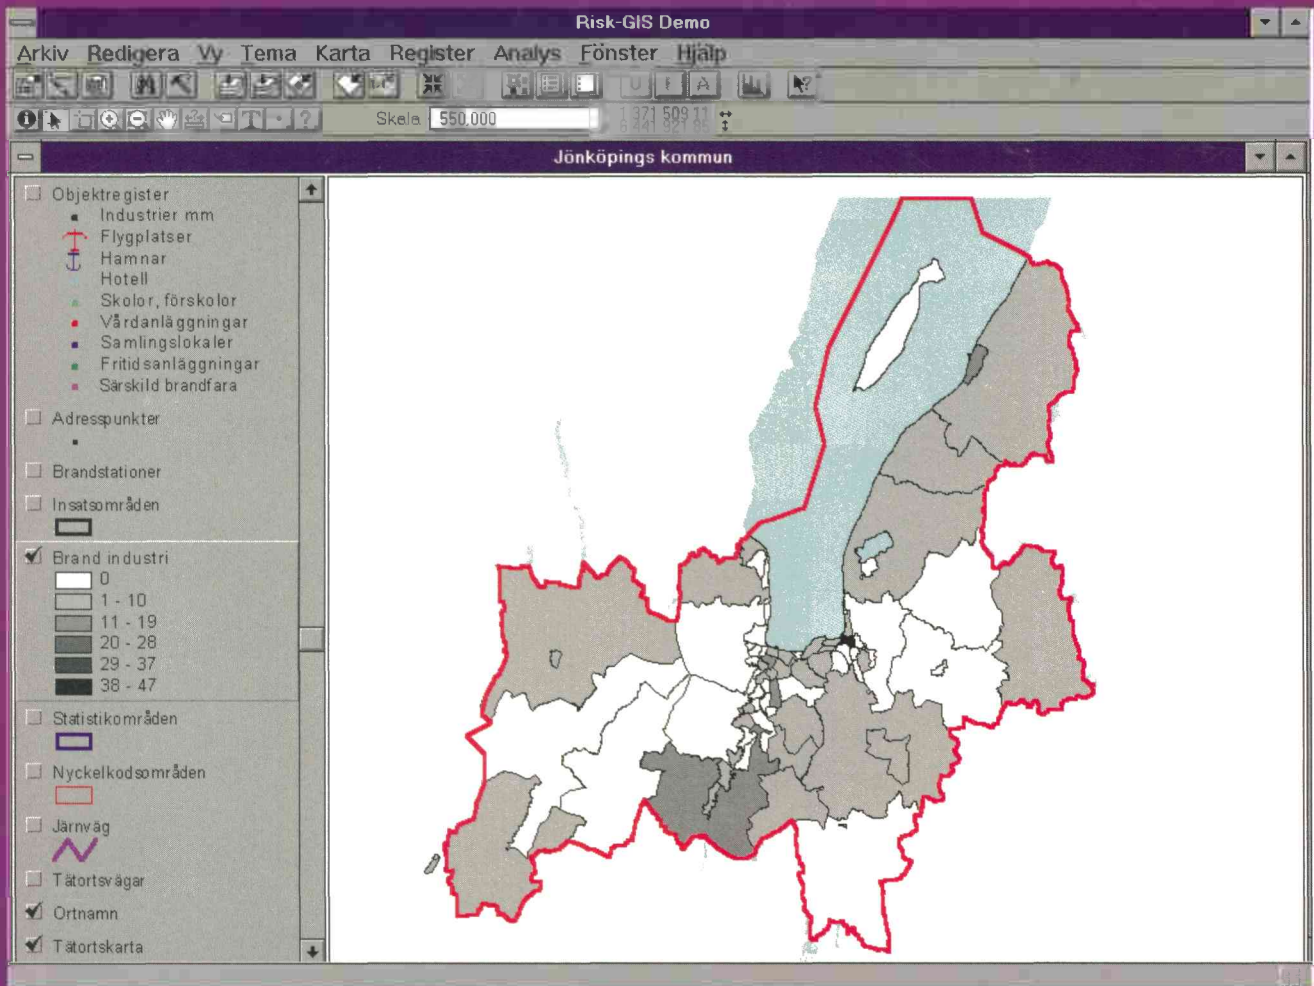 Risk-GIS Demo
Arkiv Redigera Vy Tema Karta Register Analys Fönster Hjälp
Skala 550,000
Jönköpings kommun
Objektregister
Industrier mm
Flygplatser
Hamnar
Hotell
Skolor, förskolor
Vårdanläggningar
Samlingslokaler
Fritidsanläggningar
Särskild brandfara
Adresspunkter
Brandstationer
Insatsområden
Brand industri
0
1 - 10
11 - 19
20 - 28
29 - 37
38 - 47
Statistikområden
Nyckelkodsområden
Järnväg
Tätortsvägar
Ortnamn
Tätortskarta